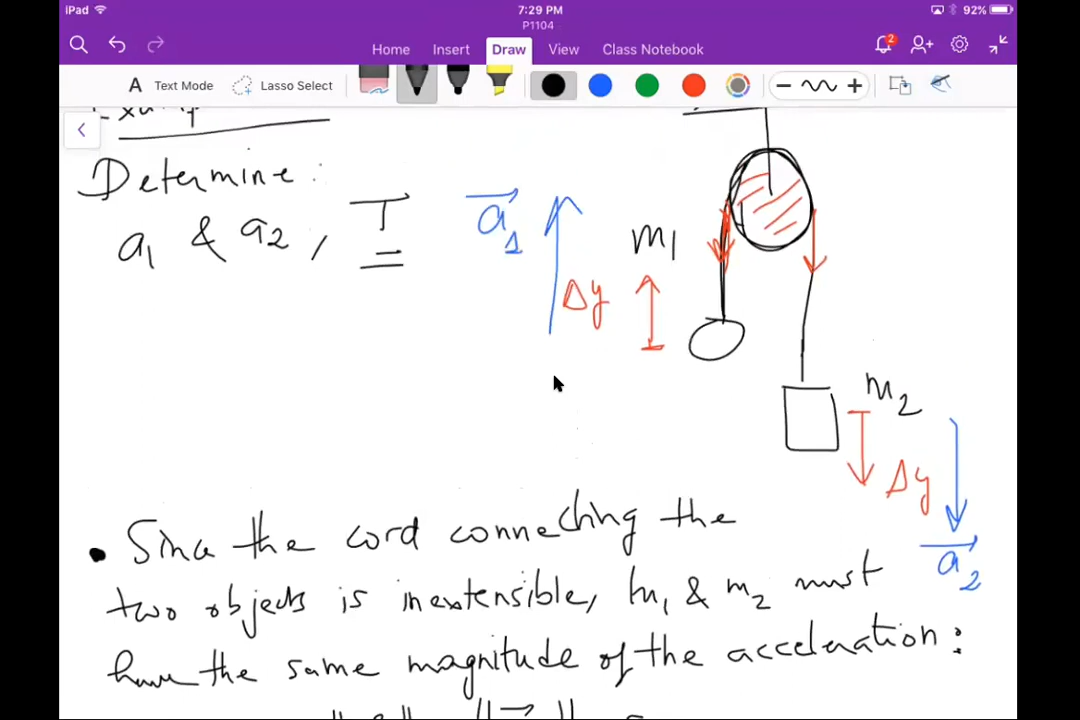 iPad 7:29 PM 92%
P1104
Home Insert Draw View Class Notebook 2
A Text Mode Lasso Select
Determine :
a1 & a2 , T
a1
Δy
m1
m2
Δy
a2
• Since the cord connecting the
two objects is inextensible, m1 & m2 must
have the same magnitude of the acceleration :